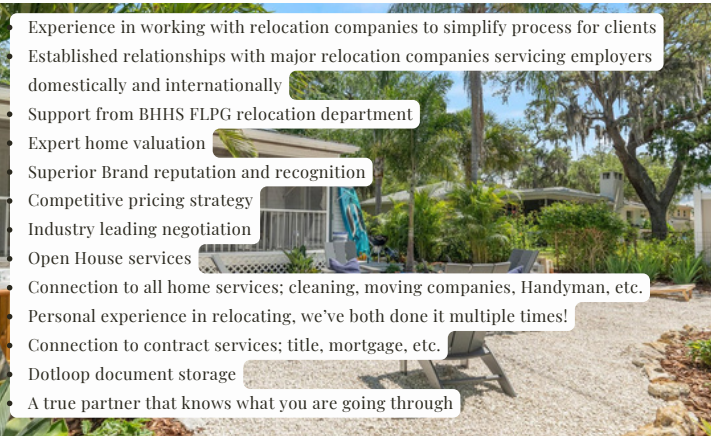 Experience in working with relocation companies to simplify process for clients
Established relationships with major relocation companies servicing employers
domestically and internationally
Support from BHHS FLPG relocation department
Expert home valuation
Superior Brand reputation and recognition
Competitive pricing strategy
Industry leading negotiation
Open House services
Connection to all home services; cleaning, moving companies, Handyman, etc.
Personal experience in relocating, we’ve both done it multiple times!
Connection to contract services; title, mortgage, etc.
Dotloop document storage
A true partner that knows what you are going through